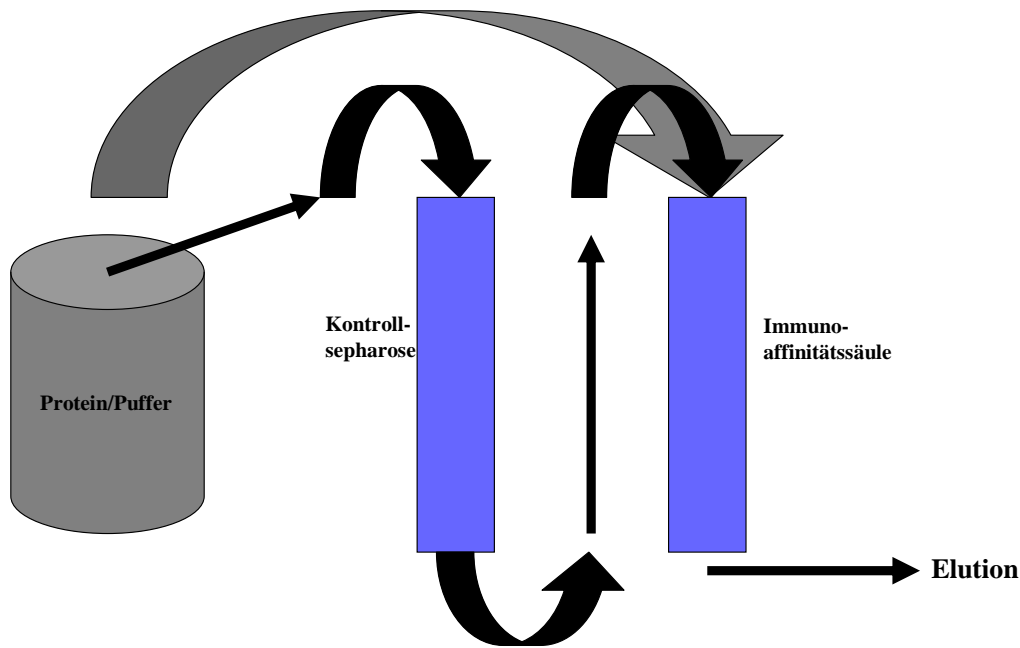 Kontroll-
sepharose
Immuno-
affinitätssäule
Protein/Puffer
Elution